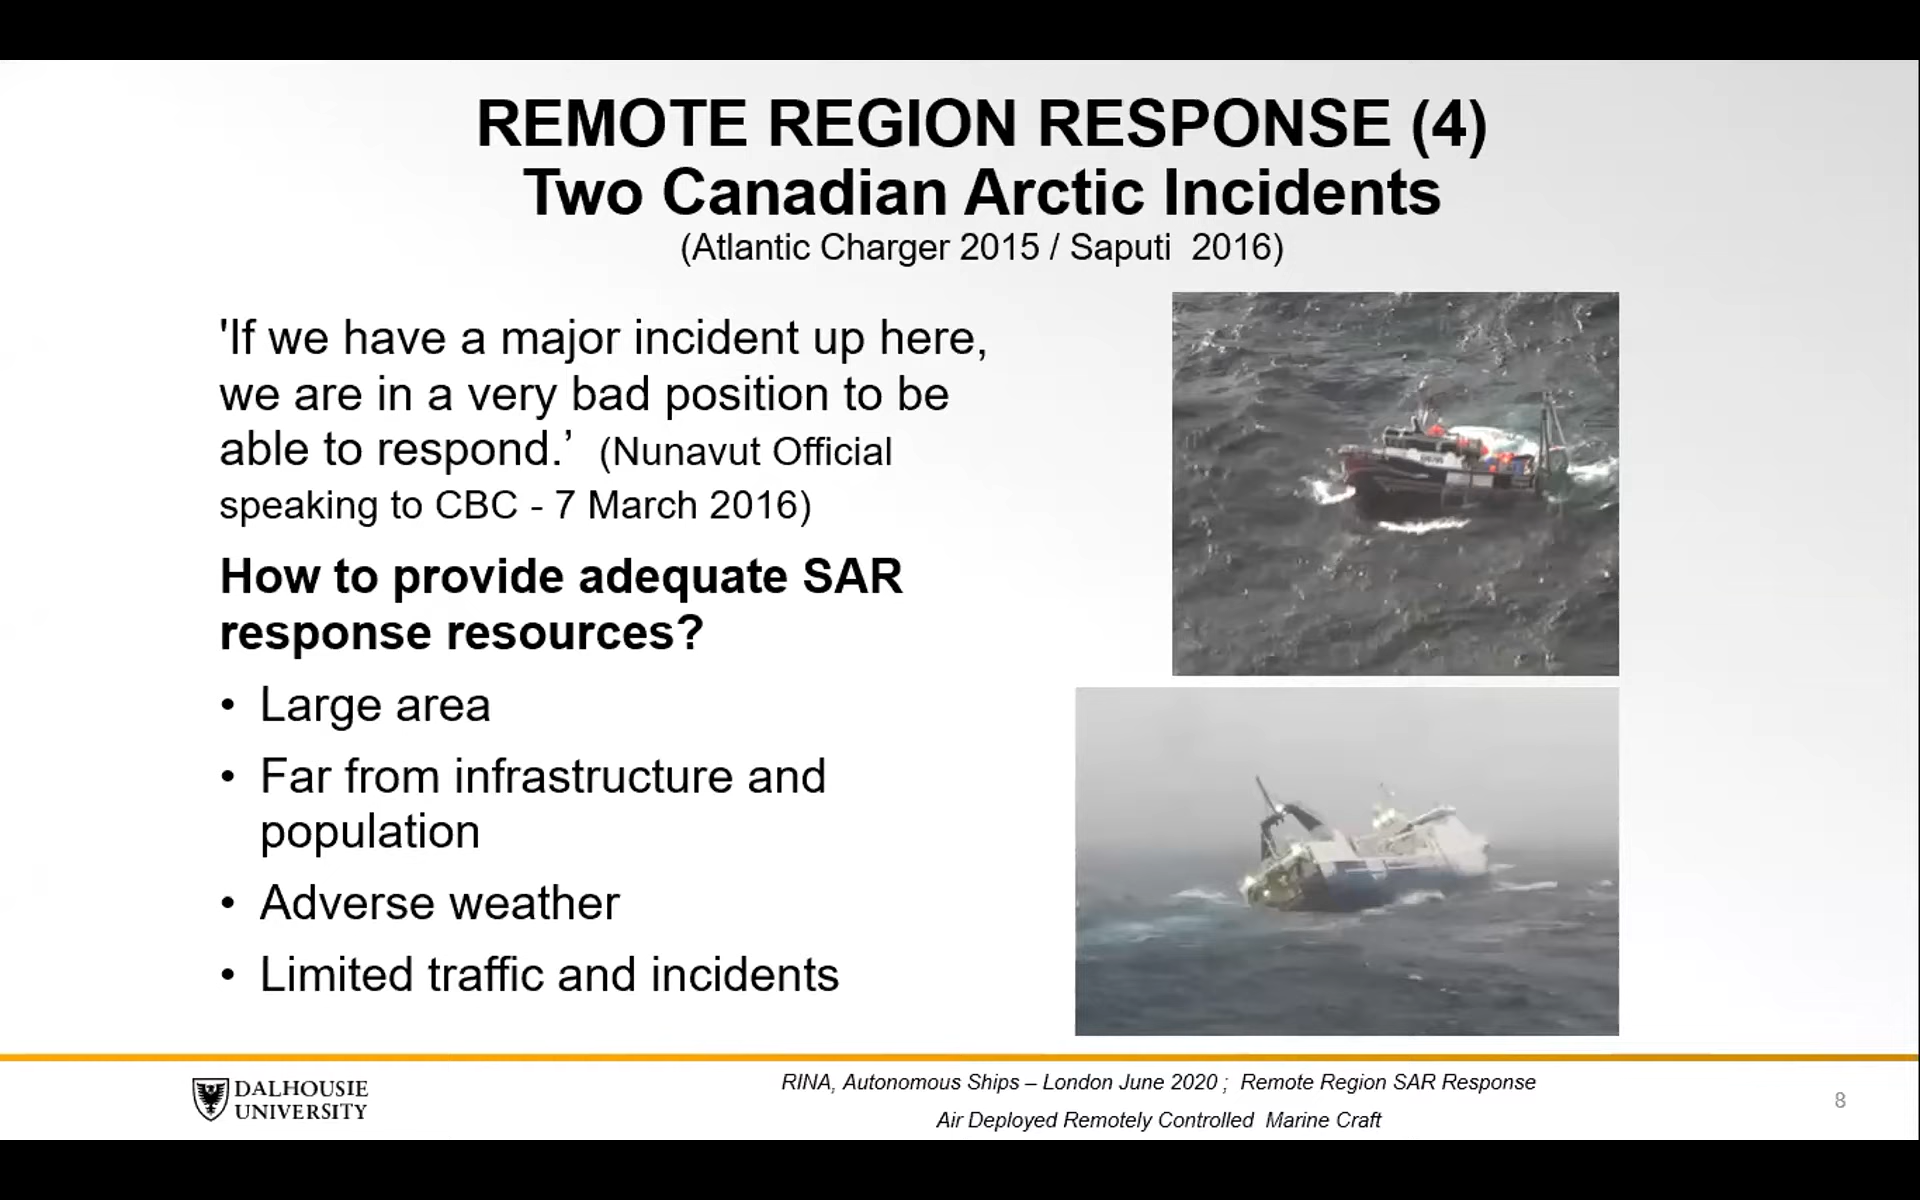 REMOTE REGION RESPONSE (4)
Two Canadian Arctic Incidents
(Atlantic Charger 2015 / Saputi  2016)
'If we have a major incident up here,
we are in a very bad position to be
able to respond.’  (Nunavut Official
speaking to CBC - 7 March 2016)
How to provide adequate SAR
response resources?
• Large area
• Far from infrastructure and
population
• Adverse weather
• Limited traffic and incidents
DALHOUSIE
UNIVERSITY
RINA, Autonomous Ships – London June 2020 ;  Remote Region SAR Response
Air Deployed Remotely Controlled  Marine Craft
8